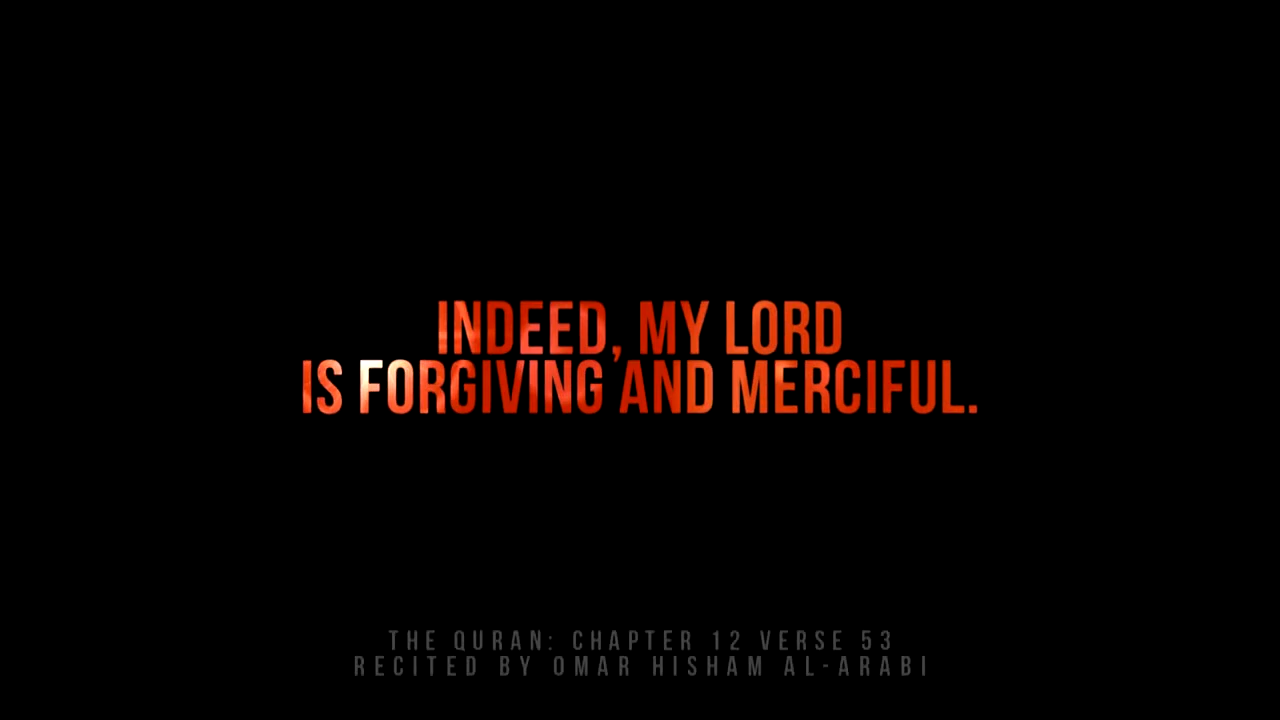 INDEED, MY LORD
IS FORGIVING AND MERCIFUL.
THE QURAN: CHAPTER 12 VERSE 53
RECITED BY OMAR HISHAM AL-ARABI